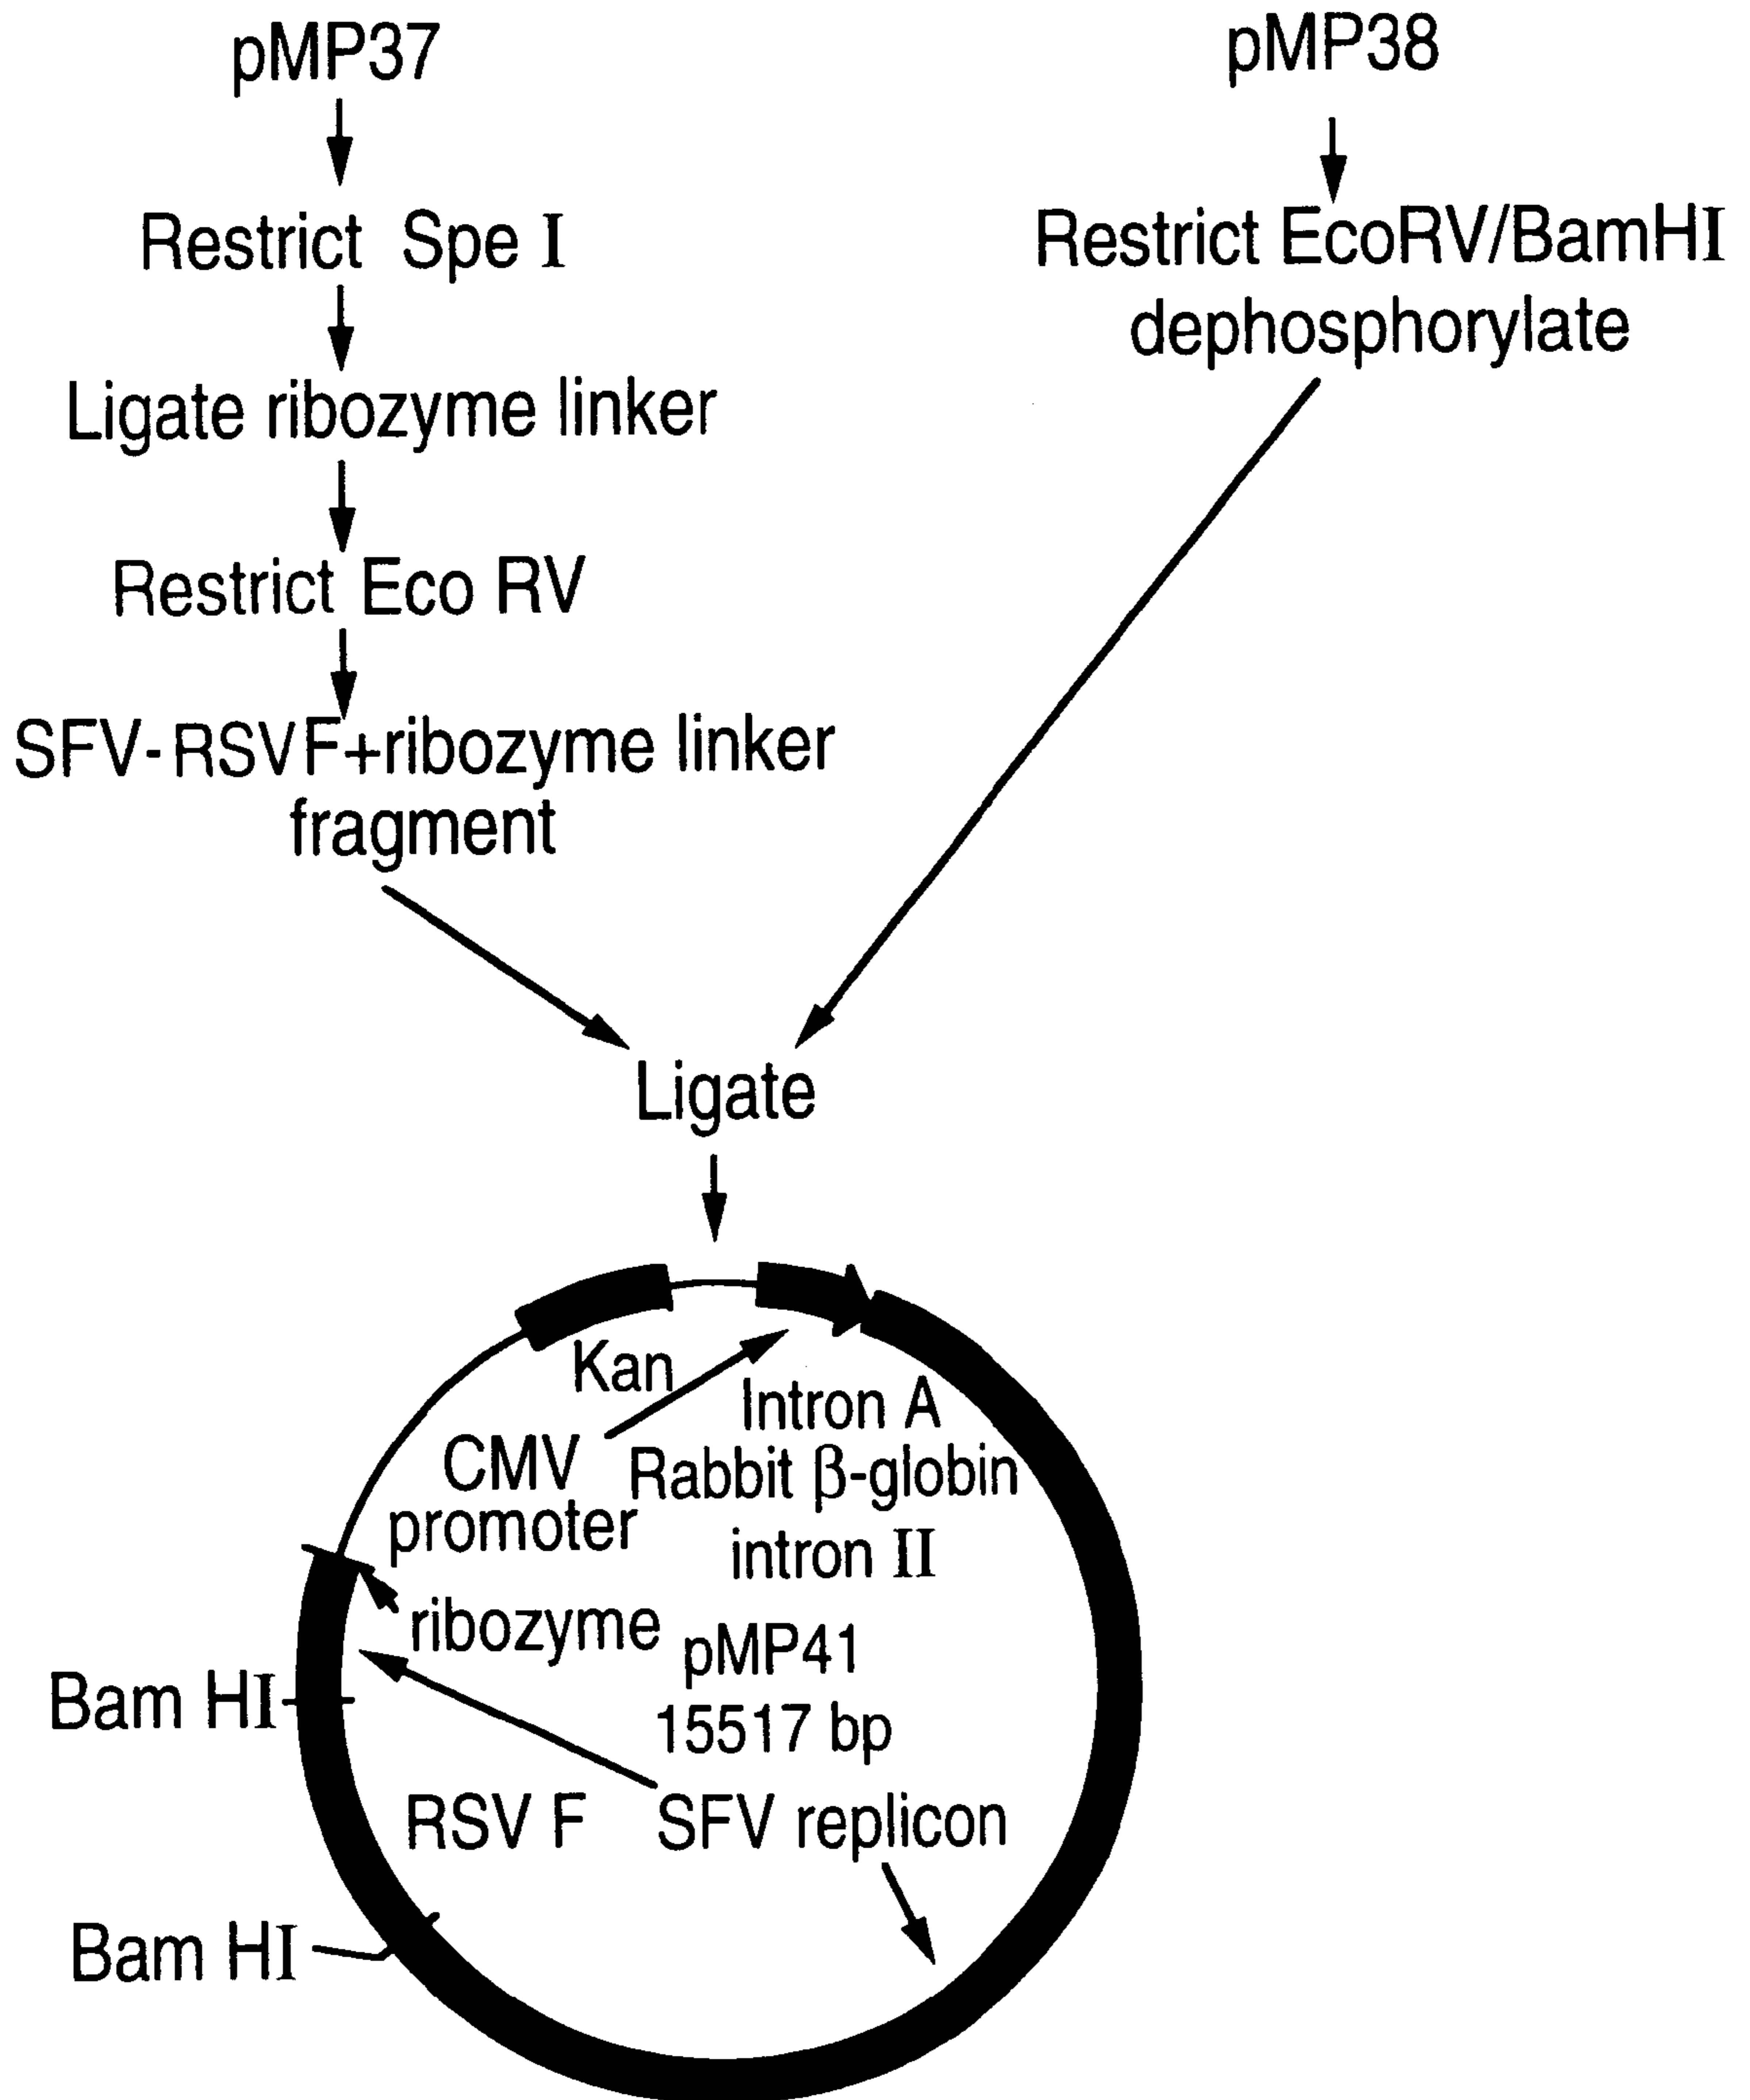 pMP37
Restrict Spe I
Ligate ribozyme linker
Restrict Eco RV
SFV-RSVF+ribozyme linker
fragment
pMP38
Restrict EcoRV/BamHI
dephosphorylate
Ligate
Kan
CMV
promoter
Intron A
Rabbit β-globin
intron II
ribozyme
pMP41
15517 bp
Bam HI
RSV F
SFV replicon
Bam HI